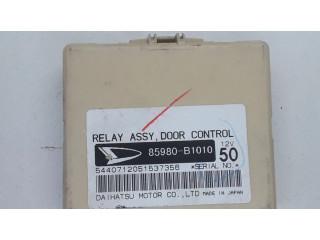 RELAY ASSY, DOOR CONTROL
85980-B1010
12V
50
5440712051537356
*SERIAL NO.*
DAIHATSU MOTOR CO., LTD MADE IN JAPAN